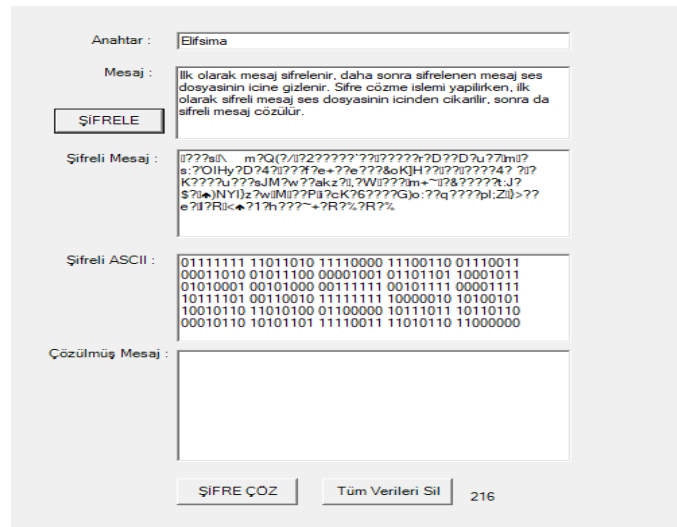 Anahtar :
Elifsima
Mesaj :
Ilk olarak mesaj sifrelenir, daha sonra sifrelenen mesaj ses
dosyasinin icine gizlenir. Sifre cözme islemi yapilirken, ilk
olarak sifreli mesaj ses dosyasinin icinden cikarilir, sonra da
sifreli mesaj cözülür.
ŞİFRELE
Şifreli Mesaj :
Şifreli ASCII :
01111111 11011010 11110000 11100110 01110011
00011010 01011100 00001001 01101101 10001011
01010001 00101000 00111111 00101111 00001111
10111101 00110010 11111111 10000010 10100101
10010110 11010100 01100000 10111011 10110110
00010110 10101101 11110011 11010110 11000000
Çözülmüş Mesaj :
ŞİFRE ÇÖZ
Tüm Verileri Sil
216